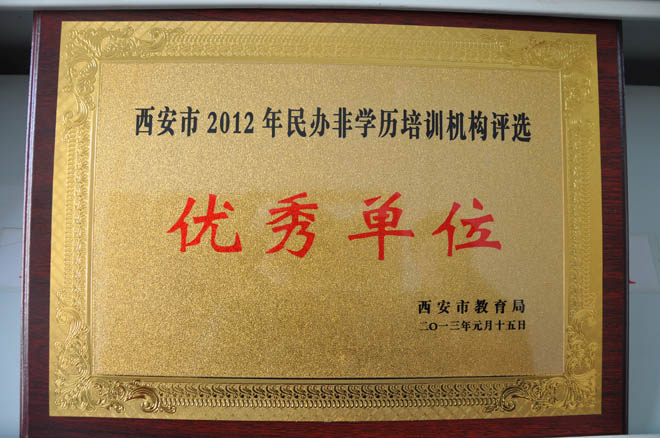 西安市2012年民办非学历培训机构评选
优秀单位
西安市教育局
二〇一三年元月十五日